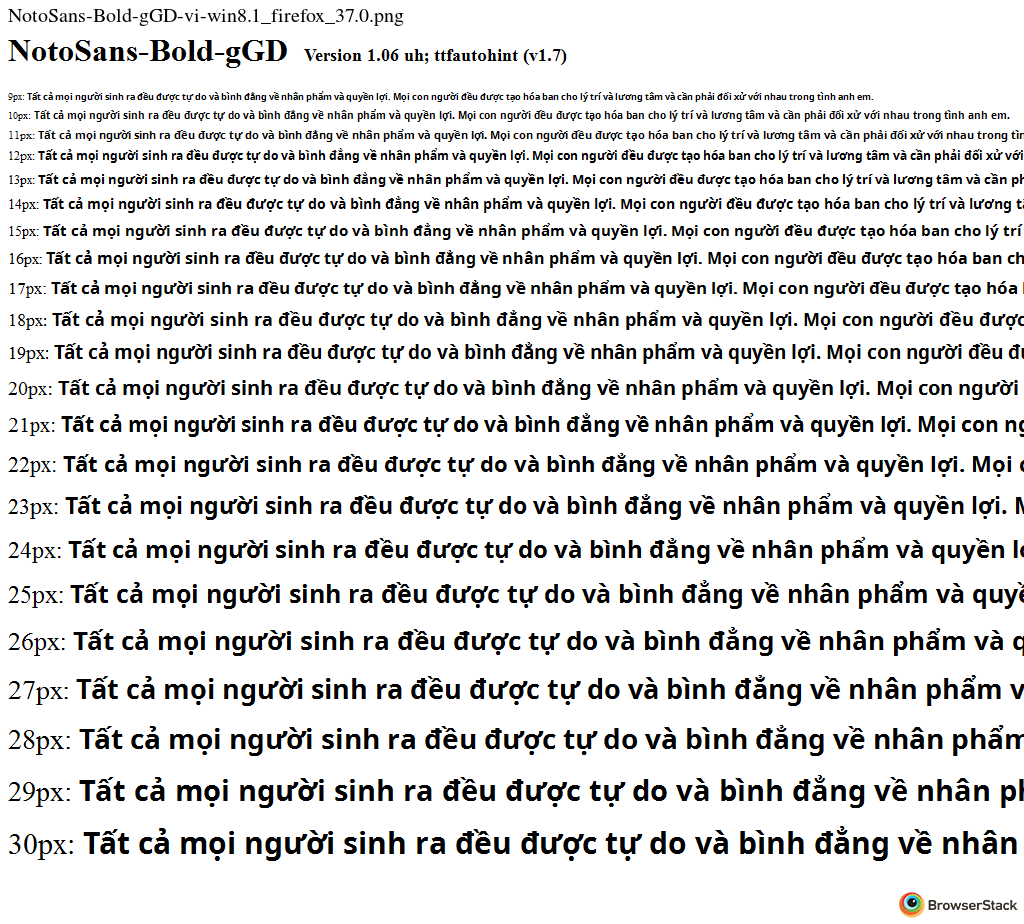 NotoSans-Bold-gGD-vi-win8.1_firefox_37.0.png
NotoSans-Bold-gGD Version 1.06 uh; ttfautohint (v1.7)
9px: Tất cả mọi người sinh ra đều được tự do và bình đẳng về nhân phẩm và quyền lợi. Mọi con người đều được tạo hóa ban cho lý trí và lương tâm và cần phải đối xử với nhau trong tình anh em.
10px: Tất cả mọi người sinh ra đều được tự do và bình đẳng về nhân phẩm và quyền lợi. Mọi con người đều được tạo hóa ban cho lý trí và lương tâm và cần phải đối xử với nhau trong tình anh em.
11px: Tất cả mọi người sinh ra đều được tự do và bình đẳng về nhân phẩm và quyền lợi. Mọi con người đều được tạo hóa ban cho lý trí và lương tâm và cần phải đối xử với nhau trong
12px: Tất cả mọi người sinh ra đều được tự do và bình đẳng về nhân phẩm và quyền lợi. Mọi con người đều được tạo hóa ban cho lý trí và lương tâm và cần phải đối xử với
13px: Tất cả mọi người sinh ra đều được tự do và bình đẳng về nhân phẩm và quyền lợi. Mọi con người đều được tạo hóa ban cho lý trí và lương tâm và cần
14px: Tất cả mọi người sinh ra đều được tự do và bình đẳng về nhân phẩm và quyền lợi. Mọi con người đều được tạo hóa ban cho lý trí và lương
15px: Tất cả mọi người sinh ra đều được tự do và bình đẳng về nhân phẩm và quyền lợi. Mọi con người đều được tạo hóa ban cho lý trí
16px: Tất cả mọi người sinh ra đều được tự do và bình đẳng về nhân phẩm và quyền lợi. Mọi con người đều được tạo hóa ban
17px: Tất cả mọi người sinh ra đều được tự do và bình đẳng về nhân phẩm và quyền lợi. Mọi con người đều được tạo hóa
18px: Tất cả mọi người sinh ra đều được tự do và bình đẳng về nhân phẩm và quyền lợi. Mọi con người đều được
19px: Tất cả mọi người sinh ra đều được tự do và bình đẳng về nhân phẩm và quyền lợi. Mọi con người đều
20px: Tất cả mọi người sinh ra đều được tự do và bình đẳng về nhân phẩm và quyền lợi. Mọi con người
21px: Tất cả mọi người sinh ra đều được tự do và bình đẳng về nhân phẩm và quyền lợi. Mọi con
22px: Tất cả mọi người sinh ra đều được tự do và bình đẳng về nhân phẩm và quyền lợi. Mọi
23px: Tất cả mọi người sinh ra đều được tự do và bình đẳng về nhân phẩm và quyền lợi.
24px: Tất cả mọi người sinh ra đều được tự do và bình đẳng về nhân phẩm và quyền
25px: Tất cả mọi người sinh ra đều được tự do và bình đẳng về nhân phẩm và
26px: Tất cả mọi người sinh ra đều được tự do và bình đẳng về nhân phẩm và
27px: Tất cả mọi người sinh ra đều được tự do và bình đẳng về nhân phẩm
28px: Tất cả mọi người sinh ra đều được tự do và bình đẳng về nhân phẩm
29px: Tất cả mọi người sinh ra đều được tự do và bình đẳng về nhân
30px: Tất cả mọi người sinh ra đều được tự do và bình đẳng về nhân
BrowserStack